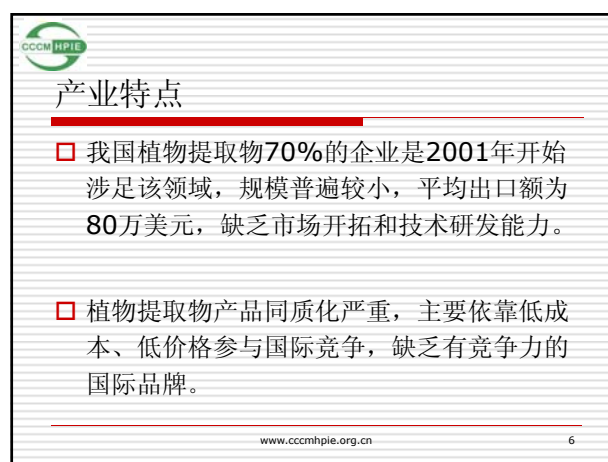 CCCM HPIE
产业特点
我国植物提取物70%的企业是2001年开始
涉足该领域，规模普遍较小，平均出口额为
80万美元，缺乏市场开拓和技术研发能力。
植物提取物产品同质化严重，主要依靠低成
本、低价格参与国际竞争，缺乏有竞争力的
国际品牌。
www.cccmhpie.org.cn
6